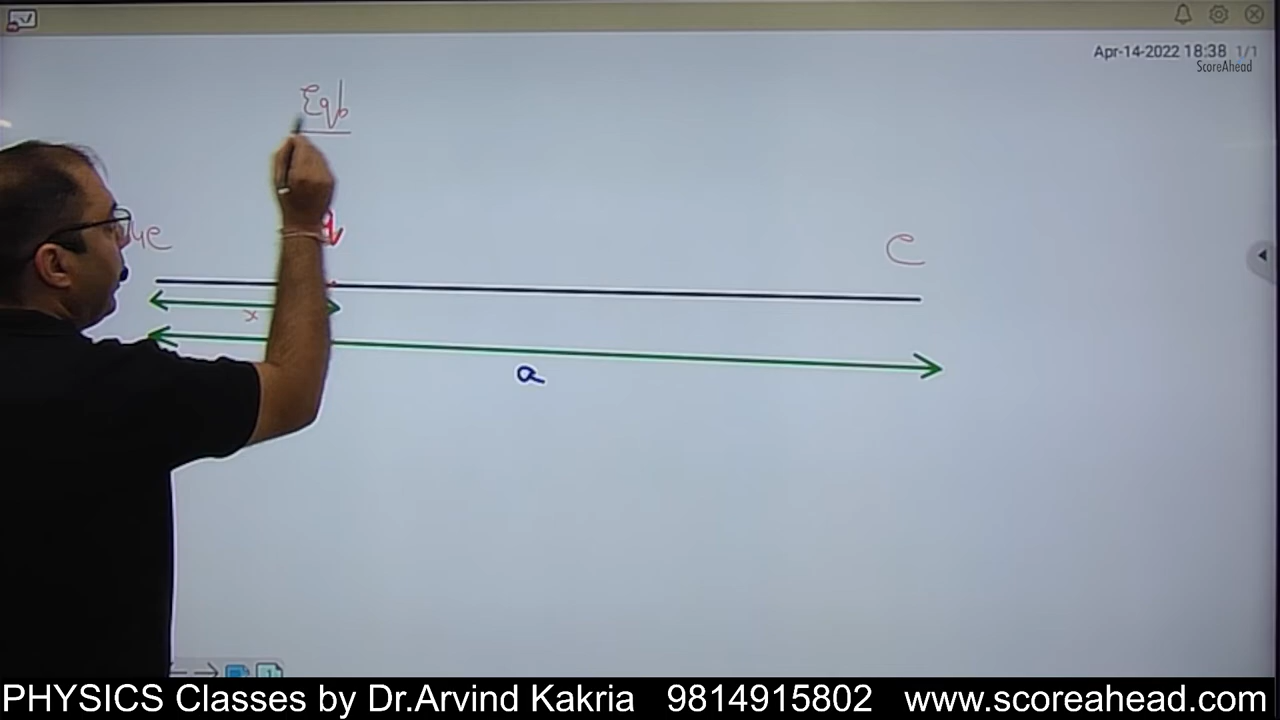 Apr-14-2022 18:38 1/1
ScoreAhead
Eqb
4e
q
e
x
a
PHYSICS Classes by Dr.Arvind Kakria 9814915802 www.scoreahead.com